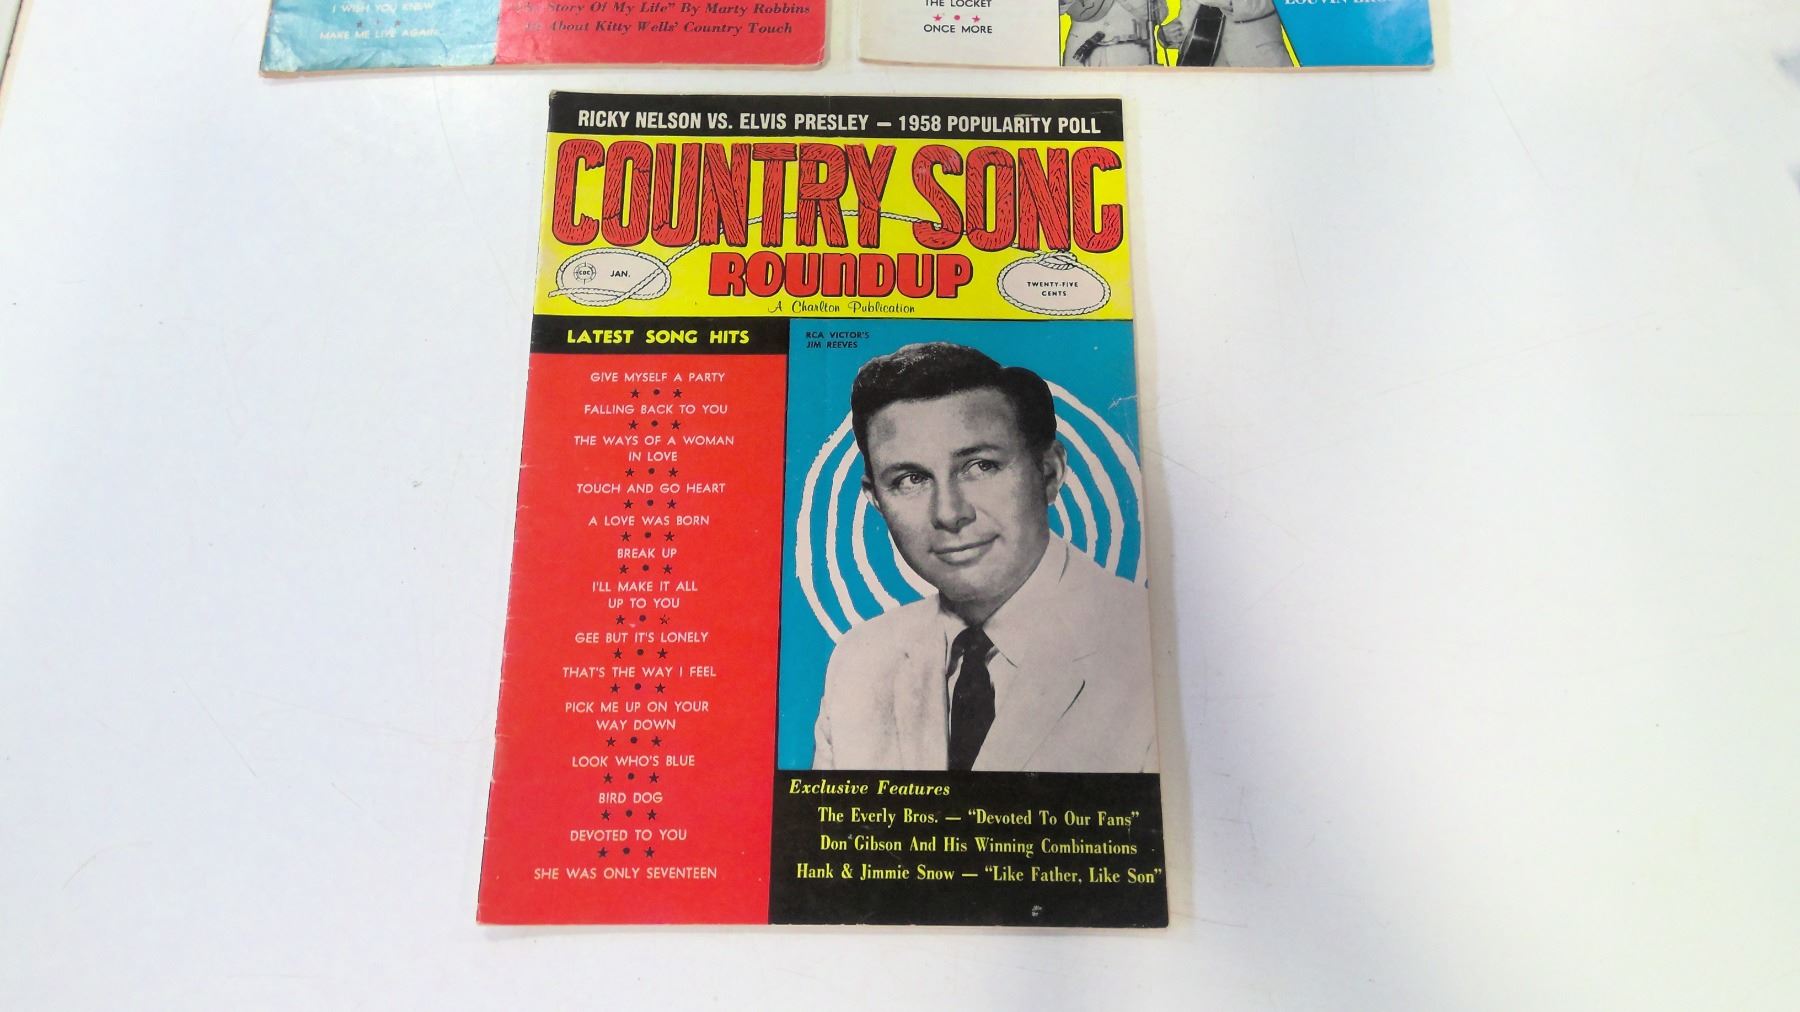 I WISH YOU KNEW
MAKE ME LIVE AGAIN
Story Of My Life" By Marty Robbins
About Kitty Wells' Country Touch
THE LOCKET
ONCE MORE
LOUVIN
RICKY NELSON VS. ELVIS PRESLEY — 1958 POPULARITY POLL
COUNTRY SONG
ROUNDUP
CDC
JAN.
TWENTY-FIVE
CENTS
A Charlton Publication
LATEST SONG HITS
GIVE MYSELF A PARTY
FALLING BACK TO YOU
THE WAYS OF A WOMAN
IN LOVE
TOUCH AND GO HEART
A LOVE WAS BORN
BREAK UP
I'LL MAKE IT ALL
UP TO YOU
GEE BUT IT'S LONELY
THAT'S THE WAY I FEEL
PICK ME UP ON YOUR
WAY DOWN
LOOK WHO'S BLUE
BIRD DOG
DEVOTED TO YOU
SHE WAS ONLY SEVENTEEN
RCA VICTOR'S
JIM REEVES
Exclusive Features
The Everly Bros. — "Devoted To Our Fans"
Don Gibson And His Winning Combinations
Hank & Jimmie Snow — "Like Father, Like Son"